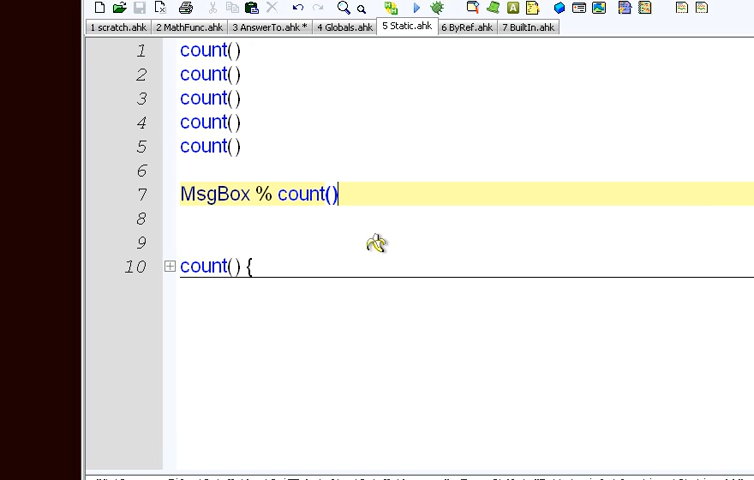 1 scratch.ahk 2 MathFunc.ahk 3 AnswerTo.ahk * 4 Globals.ahk 5 Static.ahk 6 ByRef.ahk 7 BuiltIn.ahk
1 count()
2 count()
3 count()
4 count()
5 count()
6
7 MsgBox % count()
8
9
10 count() {